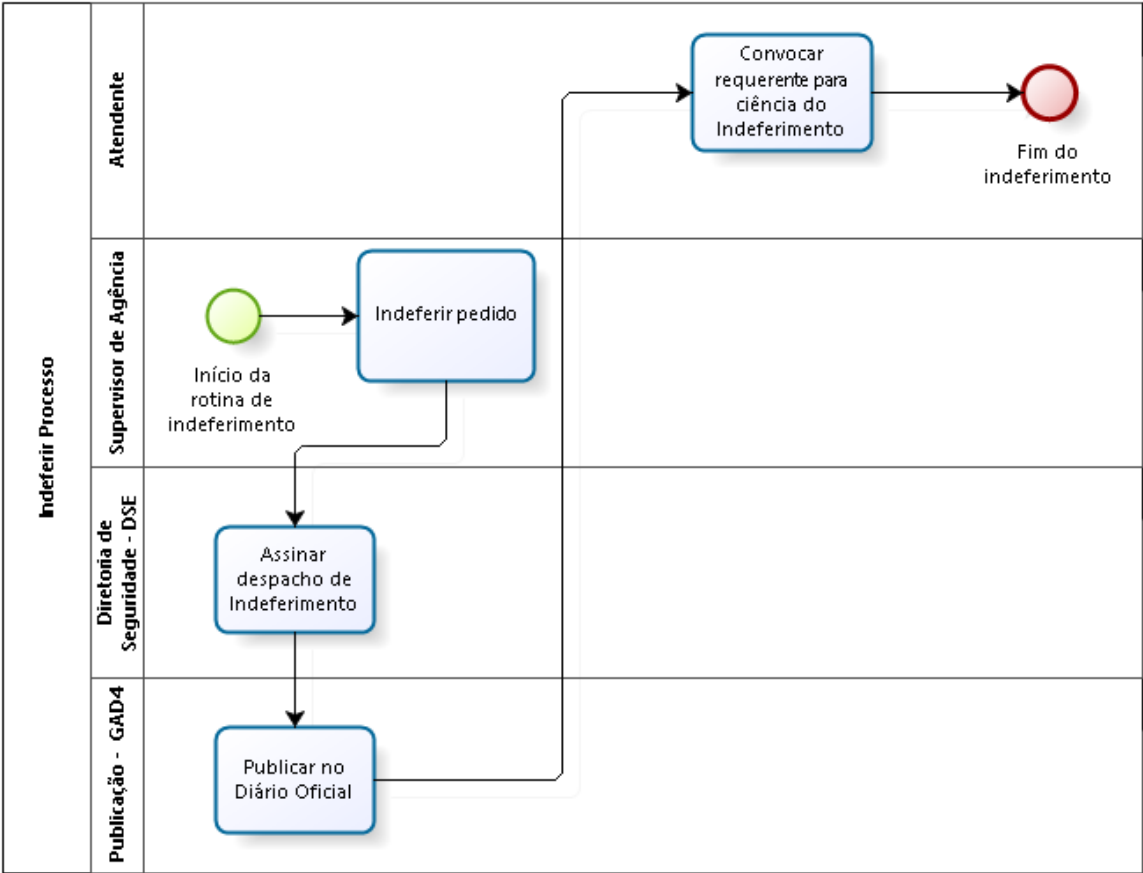 Indeferir Processo
Atendente
Convocar
requerente para
ciência do
Indeferimento
Fim do
indeferimento
Supervisor de Agência
Início da
rotina de
indeferimento
Indeferir pedido
Diretoria de
Seguridade - DSE
Assinar
despacho de
Indeferimento
Publicação - GAD4
Publicar no
Diário Oficial